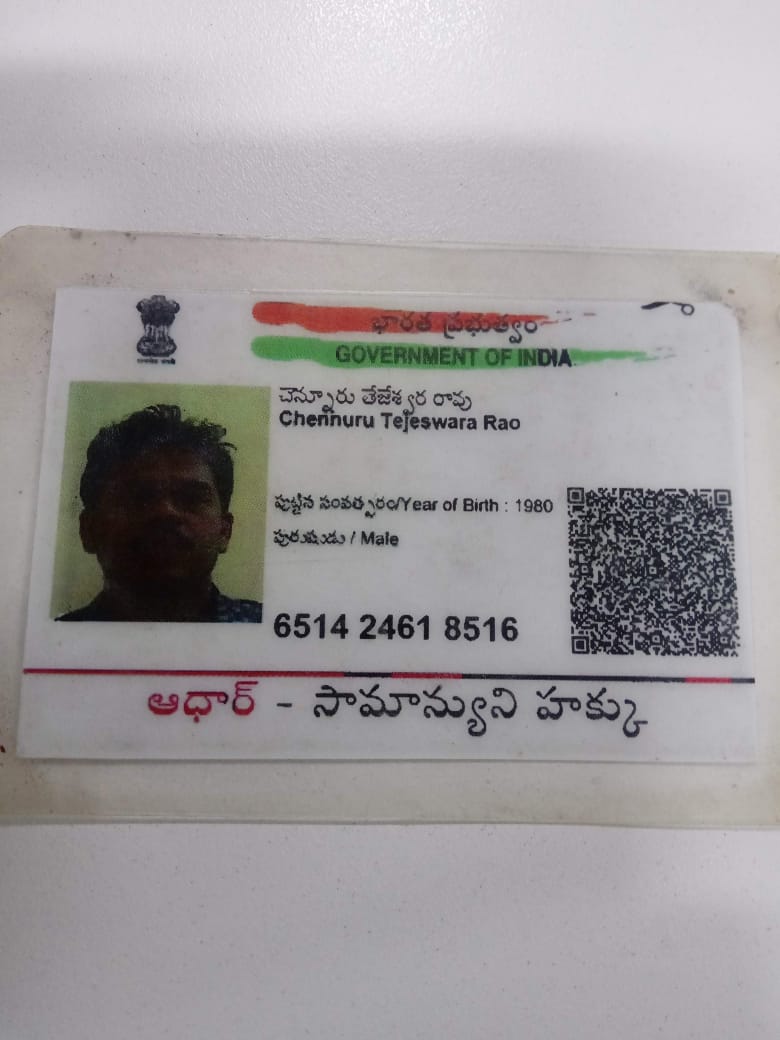 భారత ప్రభుత్వం
GOVERNMENT OF INDIA
చెన్నూరు తేజేశ్వర రావు
Chennuru Tejeswara Rao
పుట్టిన సంవత్సరం/Year of Birth : 1980
పురుషుడు / Male
6514 2461 8516
ఆధార్ - సామాన్యుని హక్కు